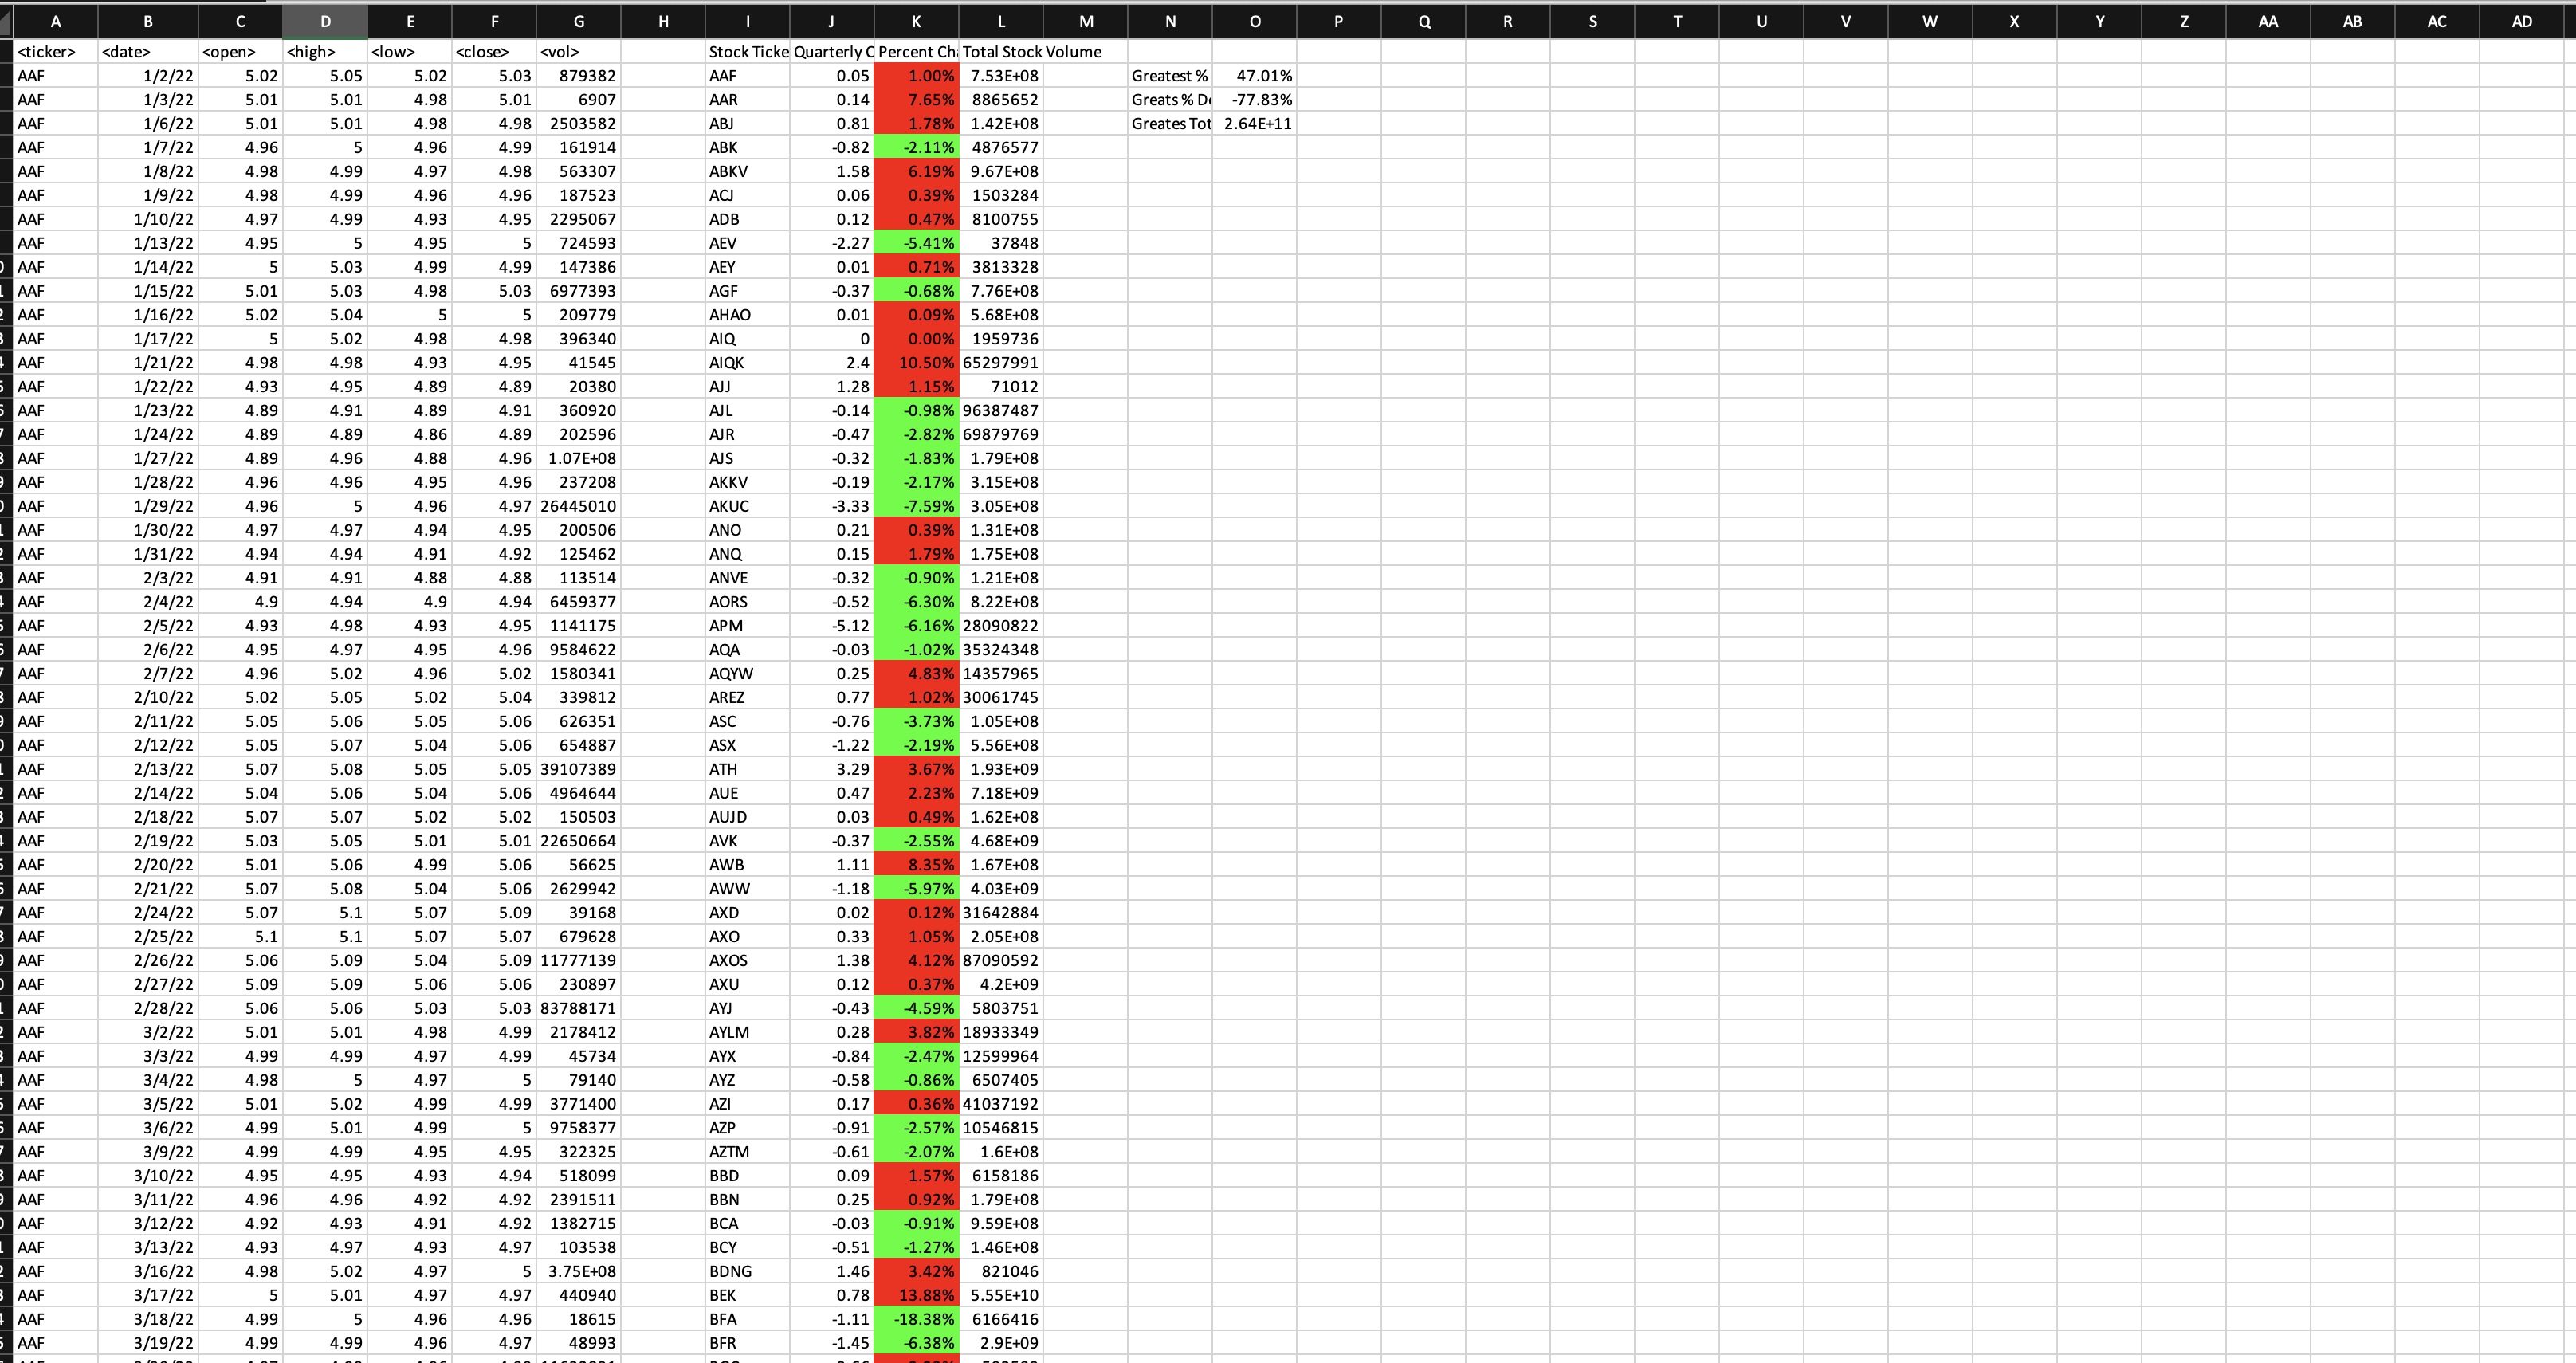 A B C D E F G H I J K L M N O P Q R S T U V W X Y Z AA AB AC AD
<ticker> <date> <open> <high> <low> <close> <vol> Stock Ticke Quarterly C Percent Ch Total Stock Volume
AAF 1/2/22 5.02 5.05 5.02 5.03 879382 AAF 0.05 1.00% 7.53E+08 Greatest % 47.01%
AAF 1/3/22 5.01 5.01 4.98 5.01 6907 AAR 0.14 7.65% 8865652 Greats % De -77.83%
AAF 1/6/22 5.01 5.01 4.98 4.98 2503582 ABJ 0.81 1.78% 1.42E+08 Greates Tot 2.64E+11
AAF 1/7/22 4.96 5 4.96 4.99 161914 ABK -0.82 -2.11% 4876577
AAF 1/8/22 4.98 4.99 4.97 4.98 563307 ABKV 1.58 6.19% 9.67E+08
AAF 1/9/22 4.98 4.99 4.96 4.96 187523 ACJ 0.06 0.39% 1503284
AAF 1/10/22 4.97 4.99 4.93 4.95 2295067 ADB 0.12 0.47% 8100755
AAF 1/13/22 4.95 5 4.95 5 724593 AEV -2.27 -5.41% 37848
AAF 1/14/22 5 5.03 4.99 4.99 147386 AEY 0.01 0.71% 3813328
AAF 1/15/22 5.01 5.03 4.98 5.03 6977393 AGF -0.37 -0.68% 7.76E+08
AAF 1/16/22 5.02 5.04 5 5 209779 AHAO 0.01 0.09% 5.68E+08
AAF 1/17/22 5 5.02 4.98 4.98 396340 AIQ 0 0.00% 1959736
AAF 1/21/22 4.98 4.98 4.93 4.95 41545 AIQK 2.4 10.50% 65297991
AAF 1/22/22 4.93 4.95 4.89 4.89 20380 AJJ 1.28 1.15% 71012
AAF 1/23/22 4.89 4.91 4.89 4.91 360920 AJL -0.14 -0.98% 96387487
AAF 1/24/22 4.89 4.89 4.86 4.89 202596 AJR -0.47 -2.82% 69879769
AAF 1/27/22 4.89 4.96 4.88 4.96 1.07E+08 AJS -0.32 -1.83% 1.79E+08
AAF 1/28/22 4.96 4.96 4.95 4.96 237208 AKKV -0.19 -2.17% 3.15E+08
AAF 1/29/22 4.96 5 4.96 4.97 26445010 AKUC -3.33 -7.59% 3.05E+08
AAF 1/30/22 4.97 4.97 4.94 4.95 200506 ANO 0.21 0.39% 1.31E+08
AAF 1/31/22 4.94 4.94 4.91 4.92 125462 ANQ 0.15 1.79% 1.75E+08
AAF 2/3/22 4.91 4.91 4.88 4.88 113514 ANVE -0.32 -0.90% 1.21E+08
AAF 2/4/22 4.9 4.94 4.9 4.94 6459377 AORS -0.52 -6.30% 8.22E+08
AAF 2/5/22 4.93 4.98 4.93 4.95 1141175 APM -5.12 -6.16% 28090822
AAF 2/6/22 4.95 4.97 4.95 4.96 9584622 AQA -0.03 -1.02% 35324348
AAF 2/7/22 4.96 5.02 4.96 5.02 1580341 AQYW 0.25 4.83% 14357965
AAF 2/10/22 5.02 5.05 5.02 5.04 339812 AREZ 0.77 1.02% 30061745
AAF 2/11/22 5.05 5.06 5.05 5.06 626351 ASC -0.76 -3.73% 1.05E+08
AAF 2/12/22 5.05 5.07 5.04 5.06 654887 ASX -1.22 -2.19% 5.56E+08
AAF 2/13/22 5.07 5.08 5.05 5.05 39107389 ATH 3.29 3.67% 1.93E+09
AAF 2/14/22 5.04 5.06 5.04 5.06 4964644 AUE 0.47 2.23% 7.18E+09
AAF 2/18/22 5.07 5.07 5.02 5.02 150503 AUJD 0.03 0.49% 1.62E+08
AAF 2/19/22 5.03 5.05 5.01 5.01 22650664 AVK -0.37 -2.55% 4.68E+09
AAF 2/20/22 5.01 5.06 4.99 5.06 56625 AWB 1.11 8.35% 1.67E+08
AAF 2/21/22 5.07 5.08 5.04 5.06 2629942 AWW -1.18 -5.97% 4.03E+09
AAF 2/24/22 5.07 5.1 5.07 5.09 39168 AXD 0.02 0.12% 31642884
AAF 2/25/22 5.1 5.1 5.07 5.07 679628 AXO 0.33 1.05% 2.05E+08
AAF 2/26/22 5.06 5.09 5.04 5.09 11777139 AXOS 1.38 4.12% 87090592
AAF 2/27/22 5.09 5.09 5.06 5.06 230897 AXU 0.12 0.37% 4.2E+09
AAF 2/28/22 5.06 5.06 5.03 5.03 83788171 AYJ -0.43 -4.59% 5803751
AAF 3/2/22 5.01 5.01 4.98 4.99 2178412 AYLM 0.28 3.82% 18933349
AAF 3/3/22 4.99 4.99 4.97 4.99 45734 AYX -0.84 -2.47% 12599964
AAF 3/4/22 4.98 5 4.97 5 79140 AYZ -0.58 -0.86% 6507405
AAF 3/5/22 5.01 5.02 4.99 4.99 3771400 AZI 0.17 0.36% 41037192
AAF 3/6/22 4.99 5.01 4.99 5 9758377 AZP -0.91 -2.57% 10546815
AAF 3/9/22 4.99 4.99 4.95 4.95 322325 AZTM -0.61 -2.07% 1.6E+08
AAF 3/10/22 4.95 4.95 4.93 4.94 518099 BBD 0.09 1.57% 6158186
AAF 3/11/22 4.96 4.96 4.92 4.92 2391511 BBN 0.25 0.92% 1.79E+08
AAF 3/12/22 4.92 4.93 4.91 4.92 1382715 BCA -0.03 -0.91% 9.59E+08
AAF 3/13/22 4.93 4.97 4.93 4.97 103538 BCY -0.51 -1.27% 1.46E+08
AAF 3/16/22 4.98 5.02 4.97 5 3.75E+08 BDNG 1.46 3.42% 821046
AAF 3/17/22 5 5.01 4.97 4.97 440940 BEK 0.78 13.88% 5.55E+10
AAF 3/18/22 4.99 5 4.96 4.96 18615 BFA -1.11 -18.38% 6166416
AAF 3/19/22 4.99 4.99 4.96 4.97 48993 BFR -1.45 -6.38% 2.9E+09